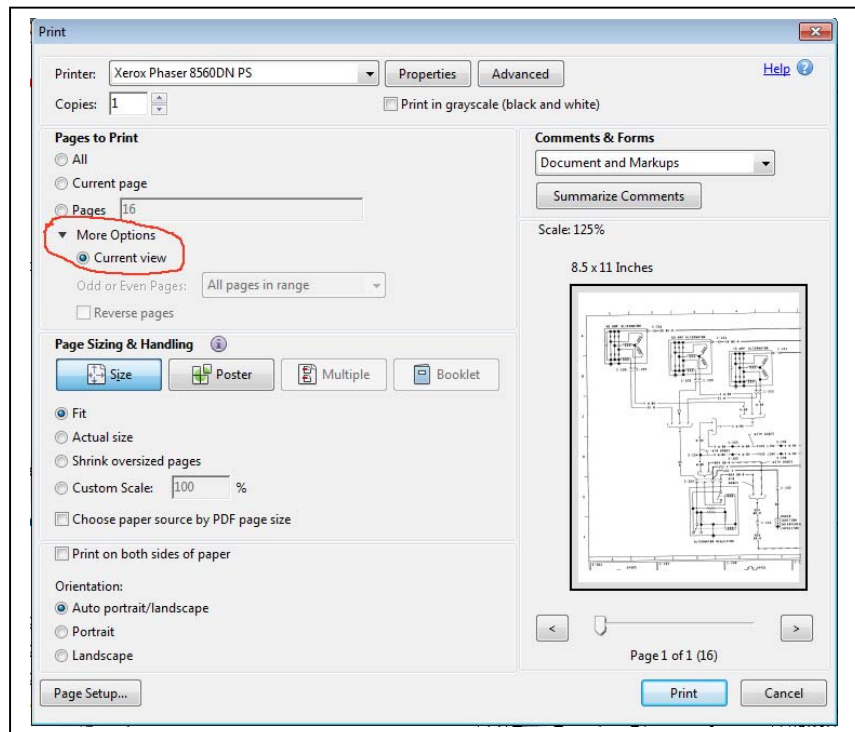 Print
Printer: Xerox Phaser 8560DN PS Properties Advanced Help
Copies: 1 Print in grayscale (black and white)
Pages to Print
All
Current page
Pages 16
More Options
Current view
Odd or Even Pages: All pages in range
Reverse pages
Comments & Forms
Document and Markups
Summarize Comments
Scale: 125%
8.5 x 11 Inches
Page Sizing & Handling
Size Poster Multiple Booklet
Fit
Actual size
Shrink oversized pages
Custom Scale: 100 %
Choose paper source by PDF page size
Print on both sides of paper
Orientation:
Auto portrait/landscape
Portrait
Landscape
ALTERNATOR REGULATOR
< >
Page 1 of 1 (16)
Page Setup... Print Cancel